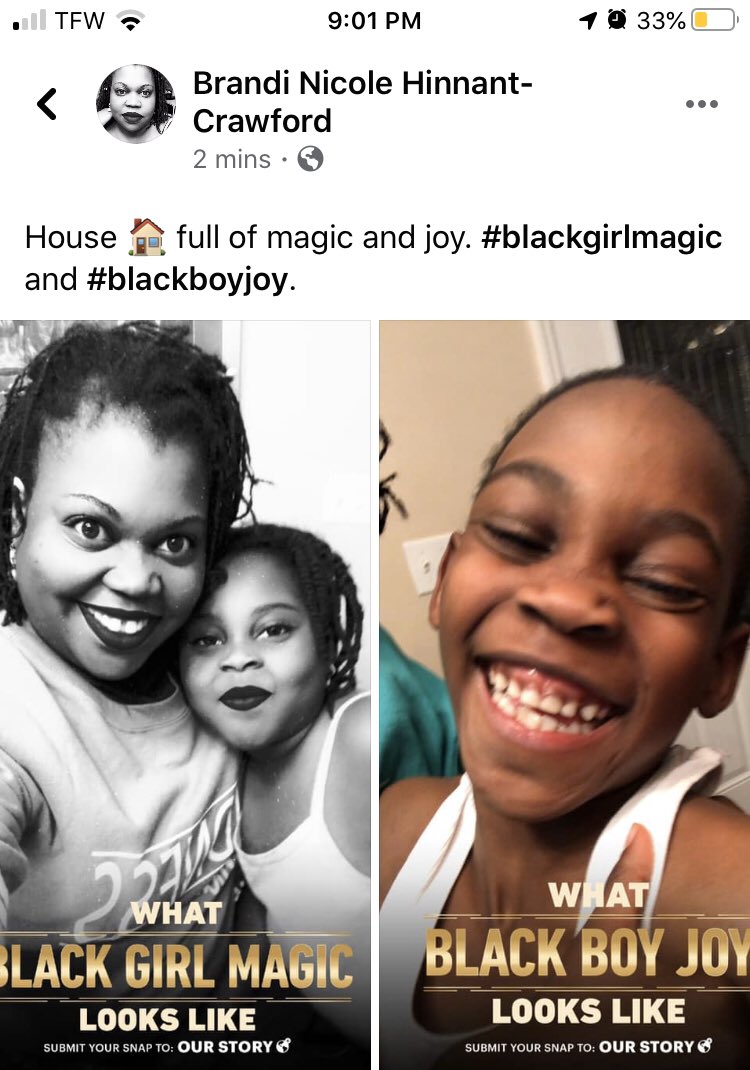 TFW 9:01 PM 33%
Brandi Nicole Hinnant-
Crawford
2 mins ·
House 🏠 full of magic and joy. #blackgirlmagic
and #blackboyjoy.
WHAT
BLACK GIRL MAGIC
LOOKS LIKE
SUBMIT YOUR SNAP TO: OUR STORY
WHAT
BLACK BOY JOY
LOOKS LIKE
SUBMIT YOUR SNAP TO: OUR STORY